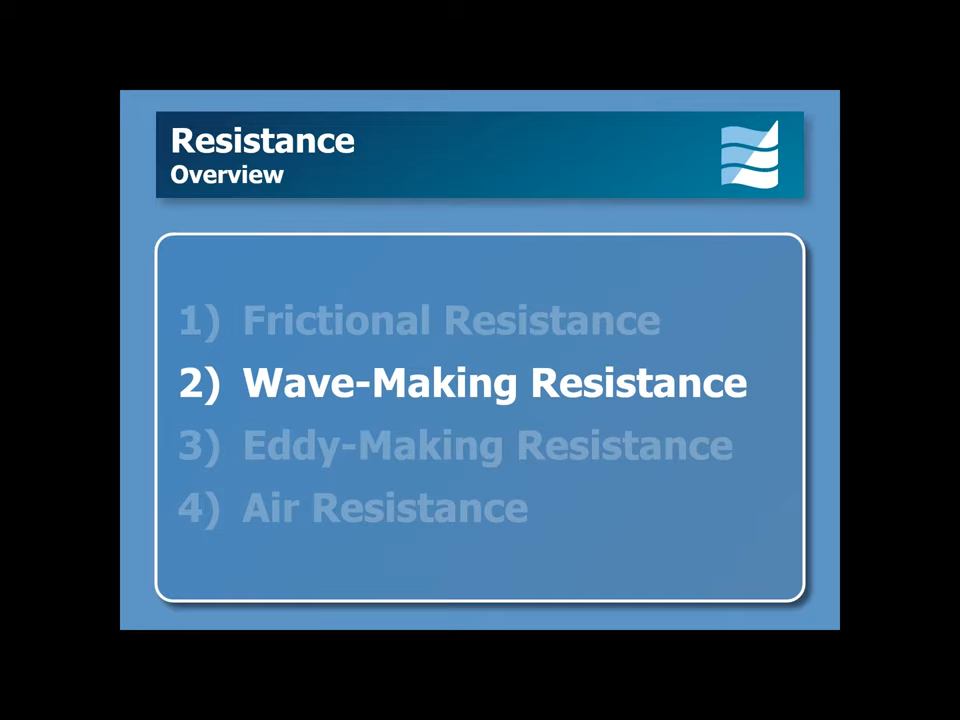 Resistance
Overview
1) Frictional Resistance
2) Wave-Making Resistance
3) Eddy-Making Resistance
4) Air Resistance